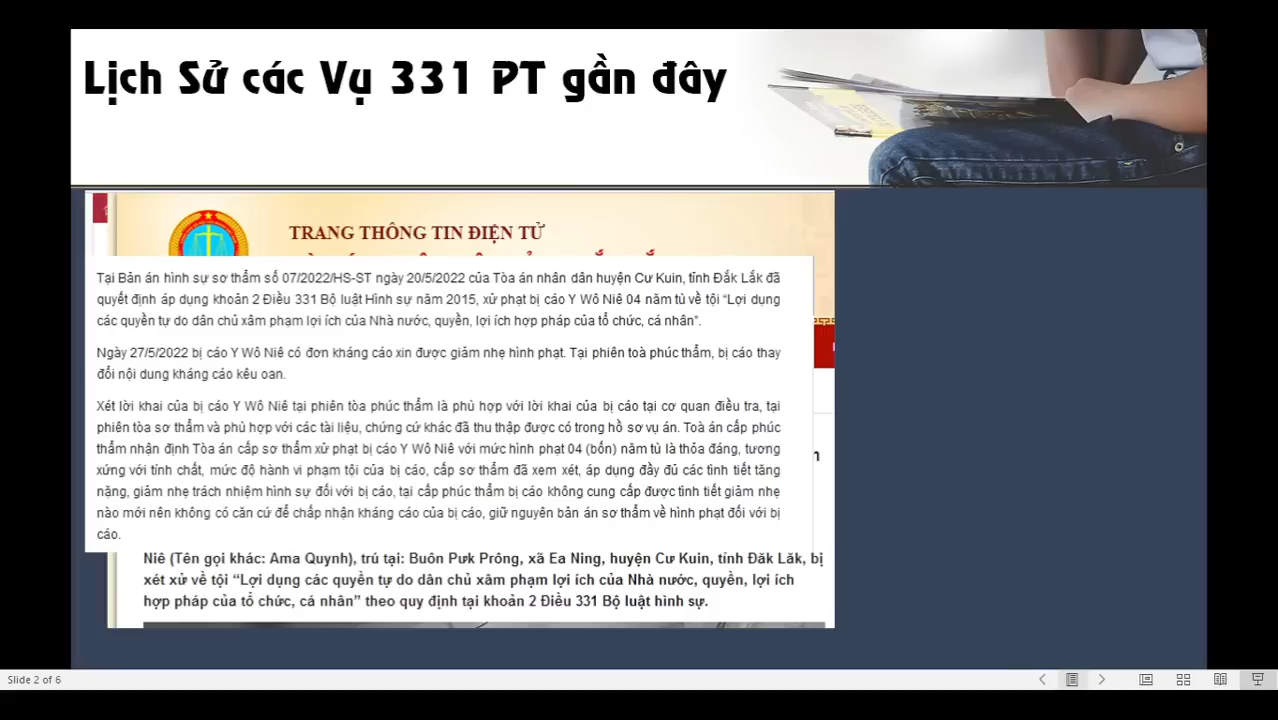 Lịch Sử các Vụ 331 PT gần đây
TRANG THÔNG TIN ĐIỆN TỬ
Tại Bản án hình sự sơ thẩm số 07/2022/HS-ST ngày 20/5/2022 của Tòa án nhân dân huyện Cư Kuin, tỉnh Đắk Lắk đã
quyết định áp dụng khoản 2 Điều 331 Bộ luật Hình sự năm 2015, xử phạt bị cáo Y Wô Niê 04 năm tù về tội “Lợi dụng
các quyền tự do dân chủ xâm phạm lợi ích của Nhà nước, quyền, lợi ích hợp pháp của tổ chức, cá nhân”.
Ngày 27/5/2022 bị cáo Y Wô Niê có đơn kháng cáo xin được giảm nhẹ hình phạt. Tại phiên toà phúc thẩm, bị cáo thay
đổi nội dung kháng cáo kêu oan.
Xét lời khai của bị cáo Y Wô Niê tại phiên tòa phúc thẩm là phù hợp với lời khai của bị cáo tại cơ quan điều tra, tại
phiên tòa sơ thẩm và phù hợp với các tài liệu, chứng cứ khác đã thu thập được có trong hồ sơ vụ án. Toà án cấp phúc
thẩm nhận định Tòa án cấp sơ thẩm xử phạt bị cáo Y Wô Niê với mức hình phạt 04 (bốn) năm tù là thỏa đáng, tương
xứng với tính chất, mức độ hành vi phạm tội của bị cáo, cấp sơ thẩm đã xem xét, áp dụng đầy đủ các tình tiết tăng
nặng, giảm nhẹ trách nhiệm hình sự đối với bị cáo, tại cấp phúc thẩm bị cáo không cung cấp được tình tiết giảm nhẹ
nào mới nên không có căn cứ để chấp nhận kháng cáo của bị cáo, giữ nguyên bản án sơ thẩm về hình phạt đối với bị
cáo.
Niê (Tên gọi khác: Ama Quynh), trú tại: Buôn Pưk Prông, xã Ea Ning, huyện Cư Kuin, tỉnh Đăk Lăk, bị
xét xử về tội “Lợi dụng các quyền tự do dân chủ xâm phạm lợi ích của Nhà nước, quyền, lợi ích
hợp pháp của tổ chức, cá nhân” theo quy định tại khoản 2 Điều 331 Bộ luật hình sự.
Slide 2 of 6